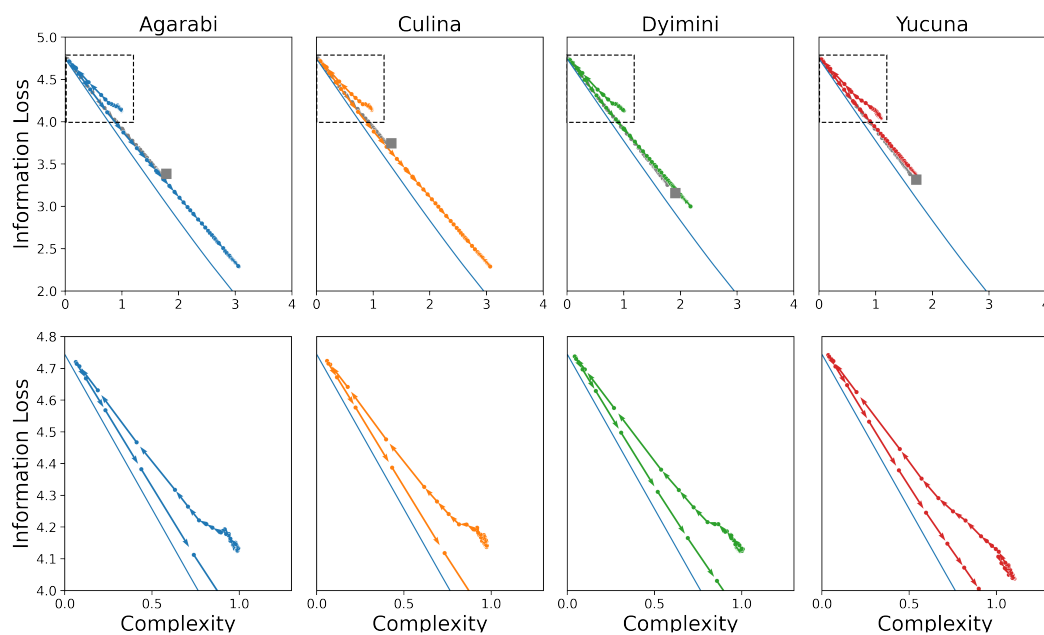 Agarabi Culina Dyimini Yucuna
Information Loss
5.0
4.5
4.0
3.5
3.0
2.5
2.0
0 1 2 3 4 0 1 2 3 4 0 1 2 3 4 0 1 2 3 4
Information Loss
4.8
4.7
4.6
4.5
4.4
4.3
4.2
4.1
4.0
0.0 0.5 1.0 0.0 0.5 1.0 0.0 0.5 1.0 0.0 0.5 1.0
Complexity Complexity Complexity Complexity